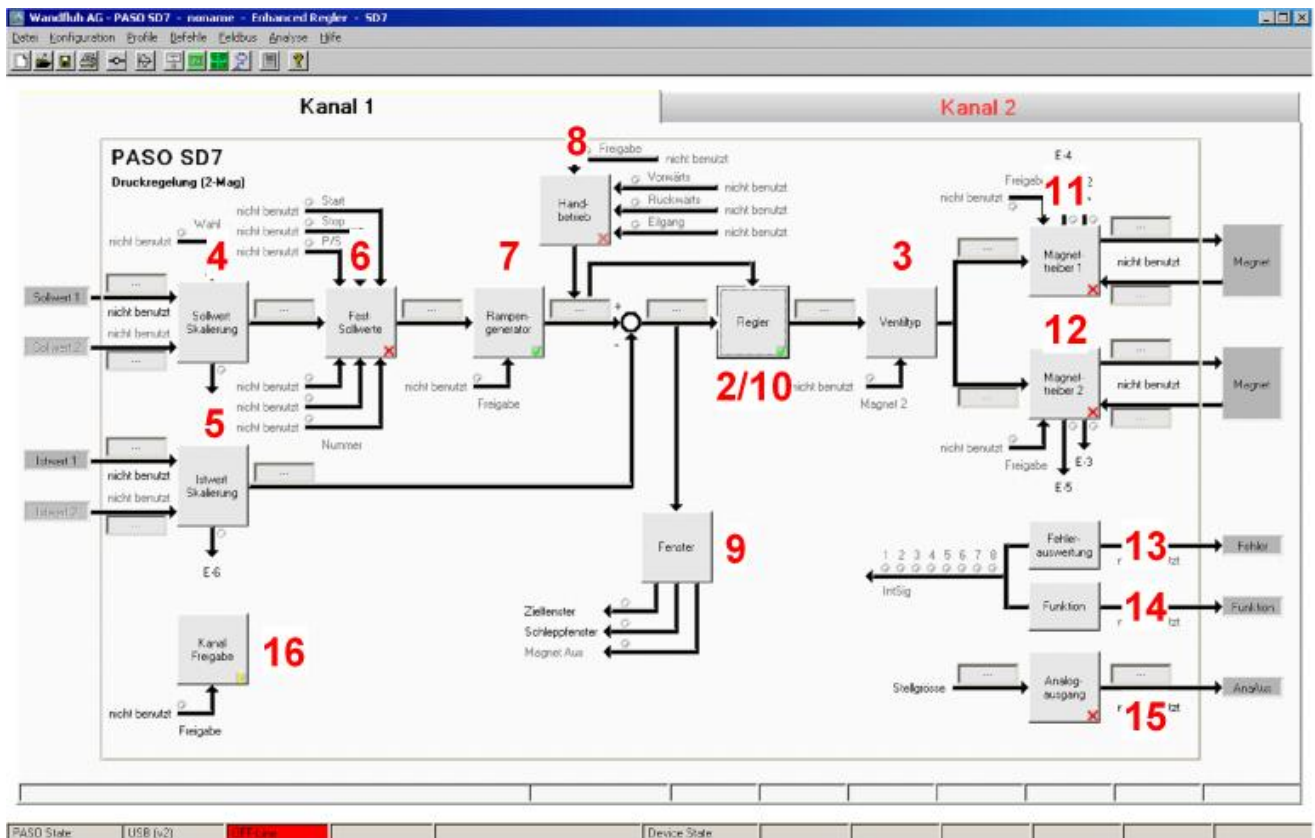 Wandfluh AG - PASO SD7 - noname - Enhanced Regler - SD7
Datei Konfiguration Profile Befehle Feldbus Analyse Hilfe
Kanal 1
Kanal 2
PASO SD7
Druckregelung (2-Mag)
8
Freigabe
nicht benutzt
Hand-
betrieb
Vorwärts
nicht benutzt
Rückwärts
nicht benutzt
Eilgang
nicht benutzt
E-4
Freigabe
11
2
nicht benutzt
Wahl
nicht benutzt
4
Start
nicht benutzt
Stop
nicht benutzt
P/S
nicht benutzt
6
7
3
Sollwert 1
...
nicht benutzt
Sollwert
Skalierung
Sollwert 2
nicht benutzt
...
...
Fest-
Sollwerte
...
Rampen-
generator
...
+
-
...
Regler
...
Ventiltyp
...
Magnet-
treiber 1
...
nicht benutzt
...
Magnet
12
5
nicht benutzt
nicht benutzt
nicht benutzt
Nummer
nicht benutzt
Freigabe
2/10
nicht benutzt
Magnet 2
...
Magnet-
treiber 2
...
nicht benutzt
...
Magnet
nicht benutzt
Freigabe
E-3
E-5
Istwert 1
...
nicht benutzt
Istwert
Skalierung
...
Istwert 2
nicht benutzt
...
E-6
Fenster
9
Zielfenster
Schleppfenster
Magnet Aus
1 2 3 4 5 6 7 8
IntSig
Fehler-
auswertung
13
Fehler
Funktion
14
Funktion
Kanal
Freigabe
16
nicht benutzt
Freigabe
Stellgrösse
...
Analog-
ausgang
...
15
AnaAus
PASO State:
USB (v2)
OFF-Line
Device State